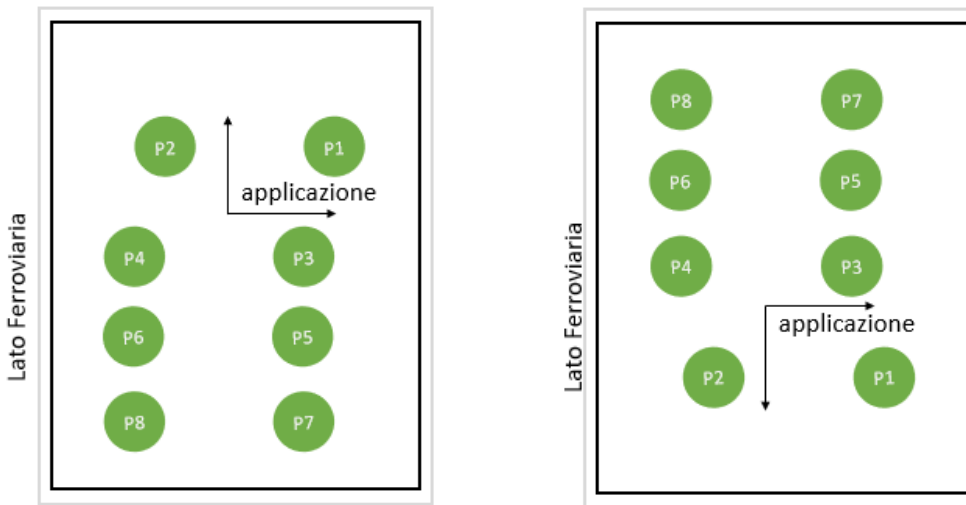 Lato Ferroviaria
P2
P1
applicazione
P4
P3
P6
P5
P8
P7
Lato Ferroviaria
P8
P7
P6
P5
P4
P3
applicazione
P2
P1